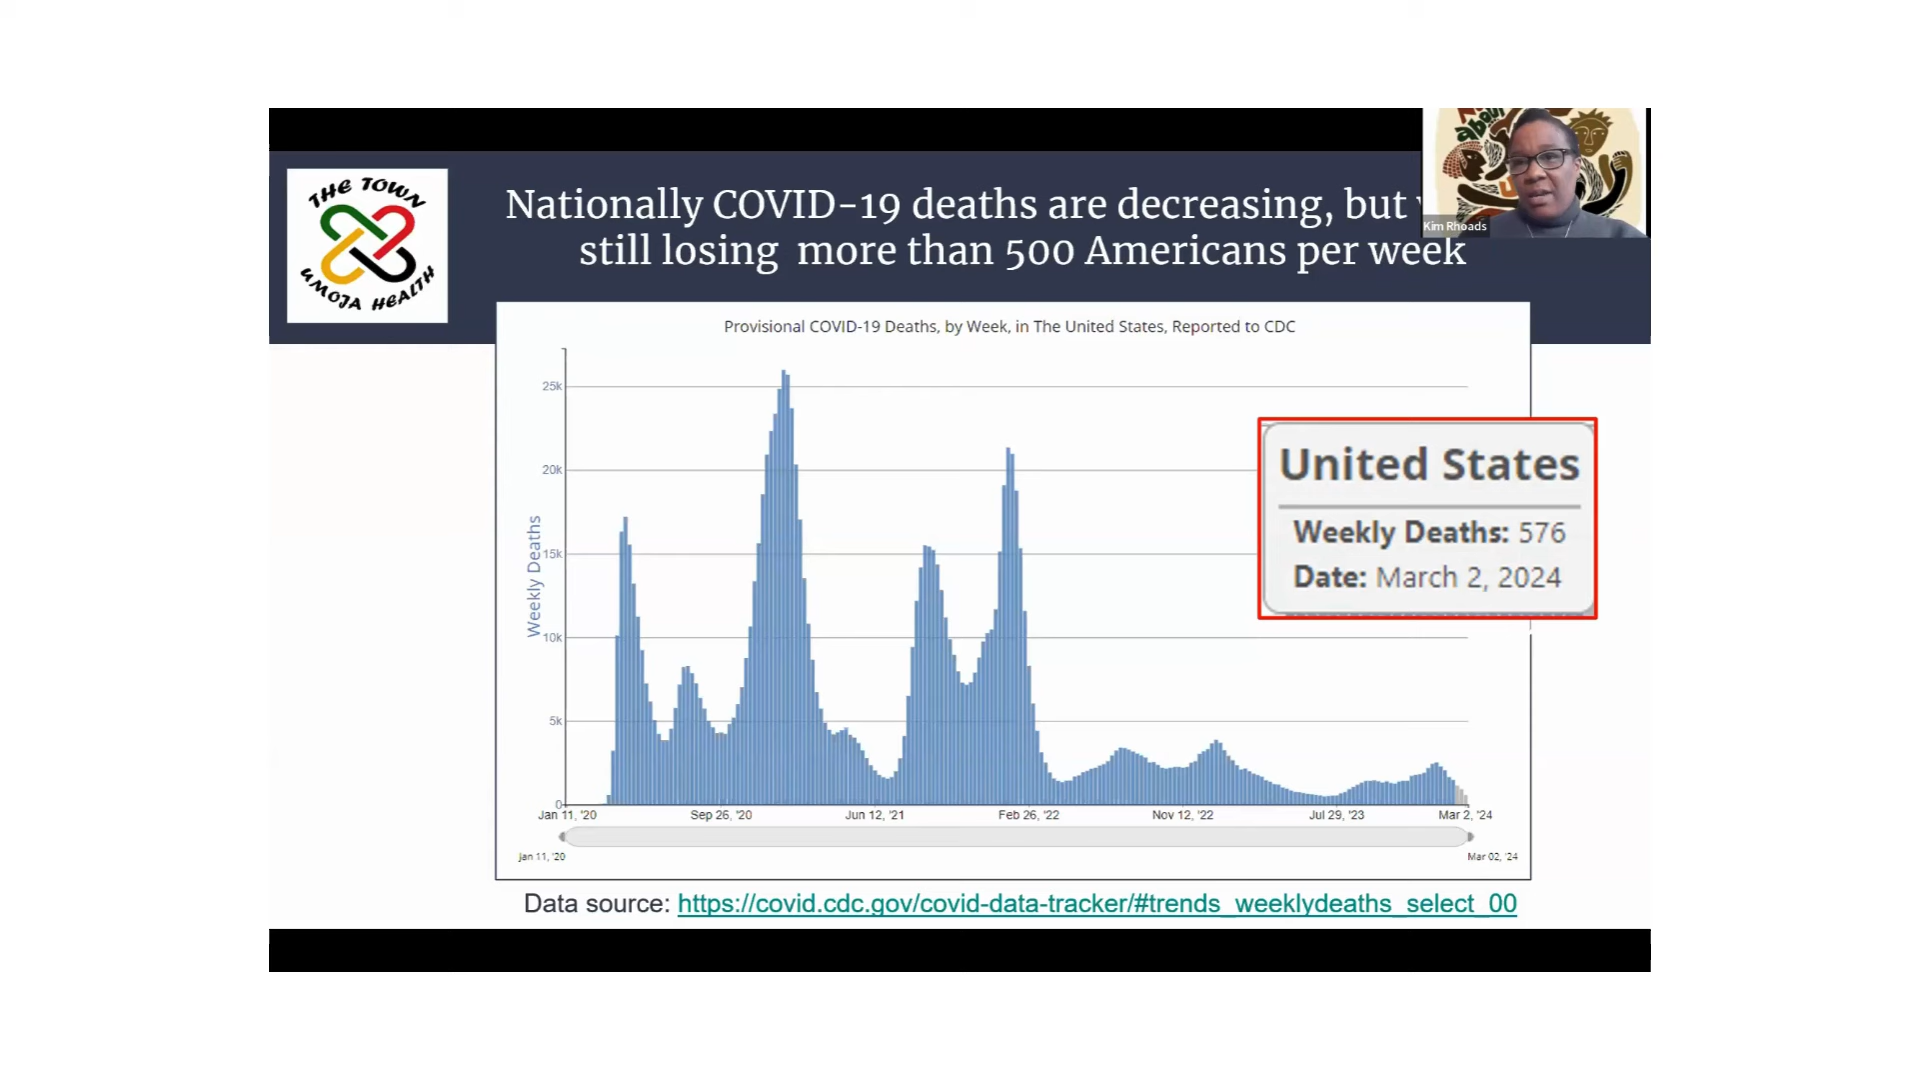 THE TOWN
UMOJA HEALTH
Nationally COVID-19 deaths are decreasing, but
still losing more than 500 Americans per week
Kim Rhoads
Provisional COVID-19 Deaths, by Week, in The United States, Reported to CDC
Weekly Deaths
25k
20k
15k
10k
5k
0
United States
Weekly Deaths: 576
Date: March 2, 2024
Jan 11, '20 Sep 26, '20 Jun 12, '21 Feb 26, '22 Nov 12, '22 Jul 29, '23 Mar 2, '24
Jan 11, '20 Mar 02, '24
Data source: https://covid.cdc.gov/covid-data-tracker/#trends_weeklydeaths_select_00